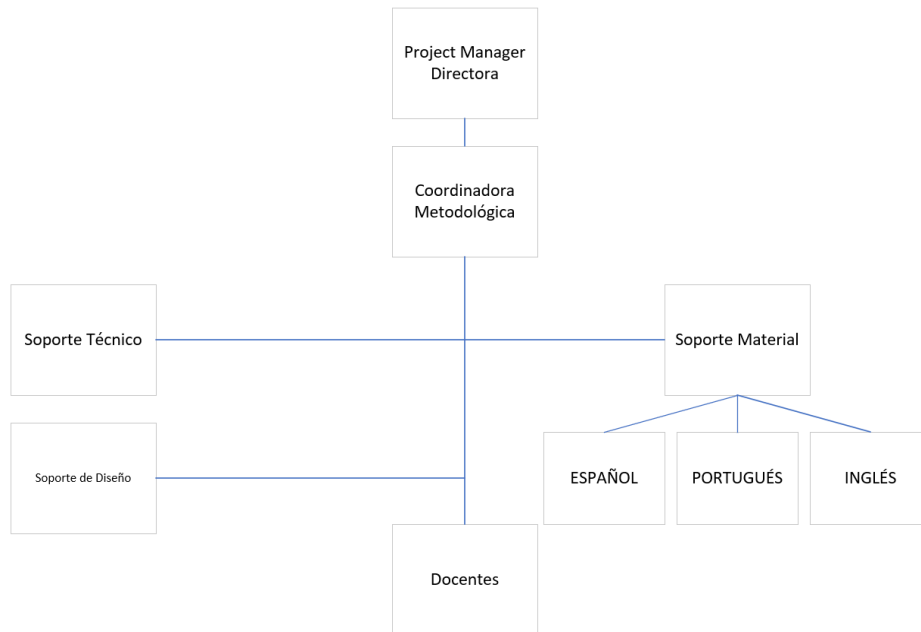 Project Manager
Directora
Coordinadora
Metodológica
Soporte Técnico
Soporte Material
Soporte de Diseño
ESPAÑOL
PORTUGUÉS
INGLÉS
Docentes